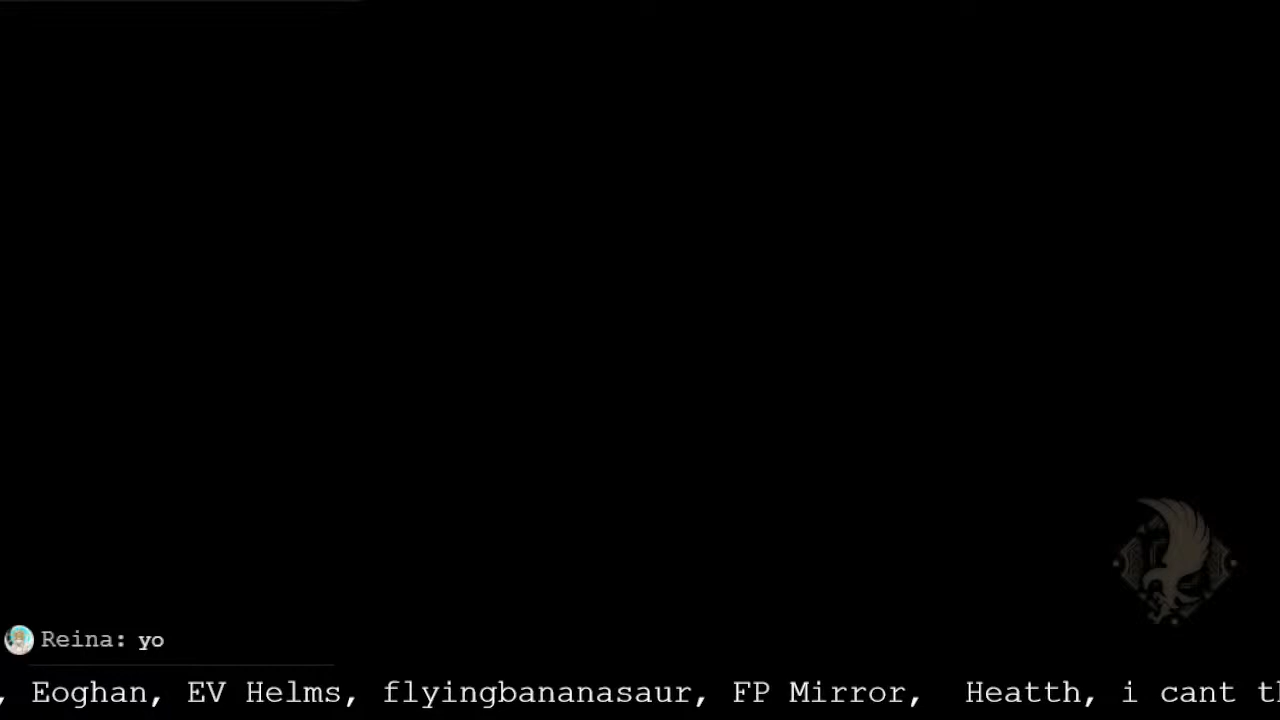 Reina: yo
, Eoghan, EV Helms, flyingbananasaur, FP Mirror, Heatth, i cant